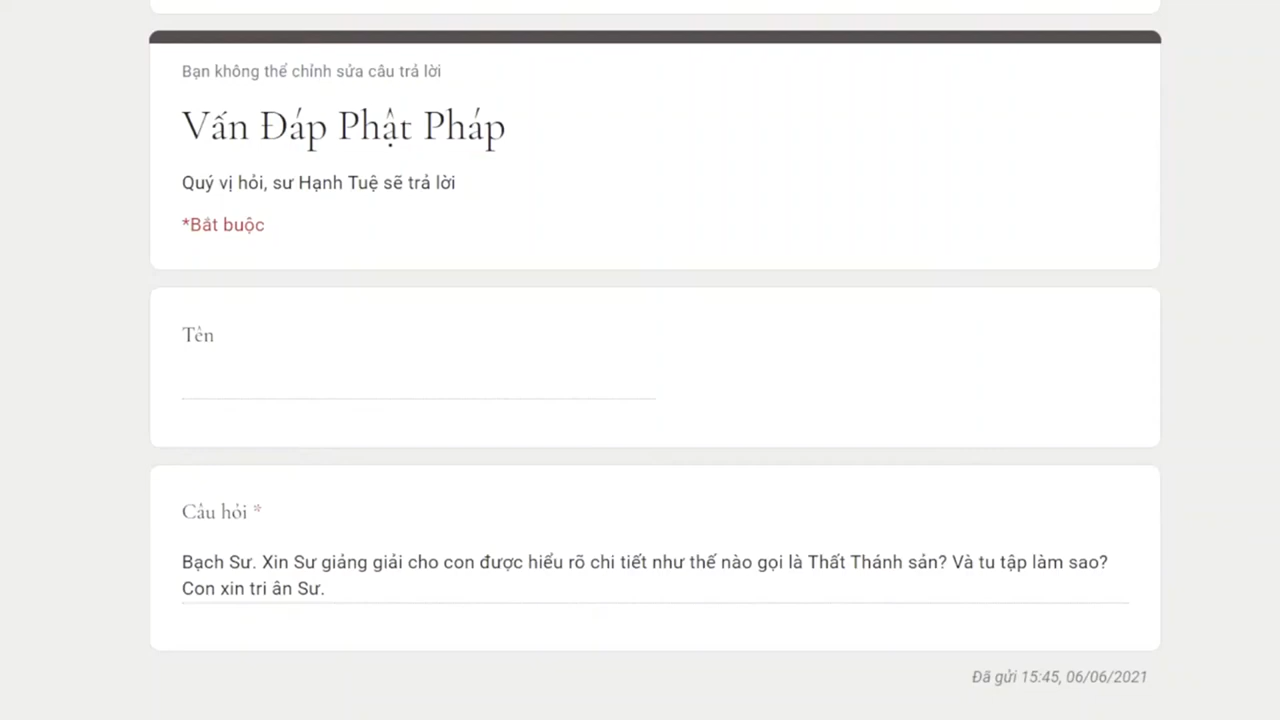 Bạn không thể chỉnh sửa câu trả lời
Vấn Đáp Phật Pháp
Quý vị hỏi, sư Hạnh Tuệ sẽ trả lời
*Bắt buộc
Tên
Câu hỏi *
Bạch Sư. Xin Sư giảng giải cho con được hiểu rõ chi tiết như thế nào gọi là Thất Thánh sản? Và tu tập làm sao?
Con xin tri ân Sư.
Đã gửi 15:45, 06/06/2021